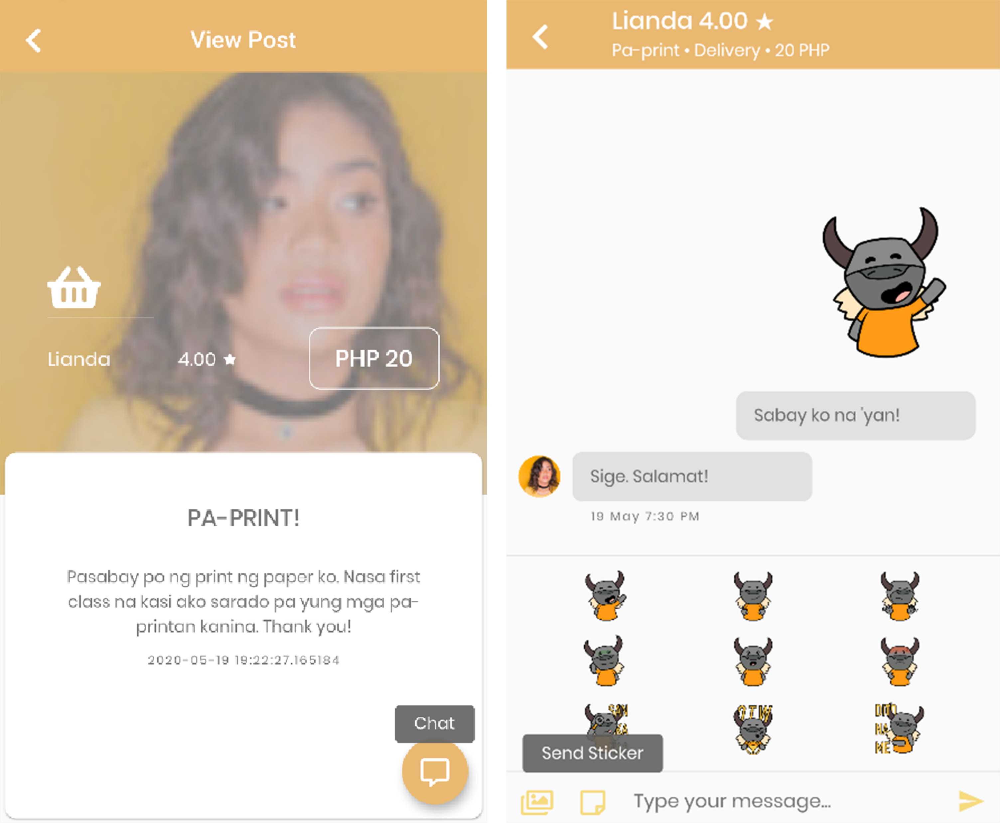 View Post
Lianda 4.00 ★
PHP 20
PA-PRINT!
Pasabay po ng print ng paper ko. Nasa first
class na kasi ako sarado pa yung mga pa-
printan kanina. Thank you!
2020-05-19 19:22:27.165184
Chat
Lianda 4.00 ★
Pa-print • Delivery • 20 PHP
Sabay ko na 'yan!
Sige. Salamat!
19 May 7:30 PM
SAN
KA
OTW
DITO
NA
ME
Send Sticker
Type your message...